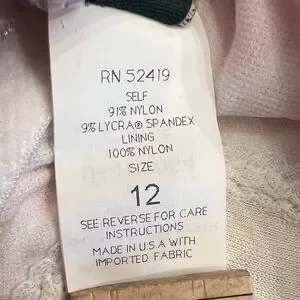 RN 52419
SELF
91% NYLON
9% LYCRA® SPANDEX
LINING
100% NYLON
SIZE
12
SEE REVERSE FOR CARE
INSTRUCTIONS
MADE IN U.S.A WITH
IMPORTED FABRIC